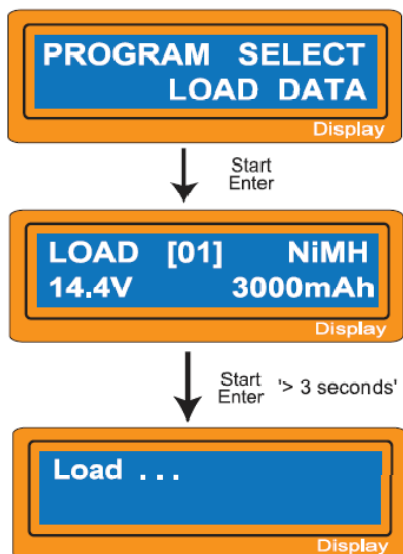 PROGRAM SELECT
LOAD DATA
Display
Start
Enter
LOAD [01] NiMH
14.4V 3000mAh
Display
Start
Enter '> 3 seconds'
Load ...
Display